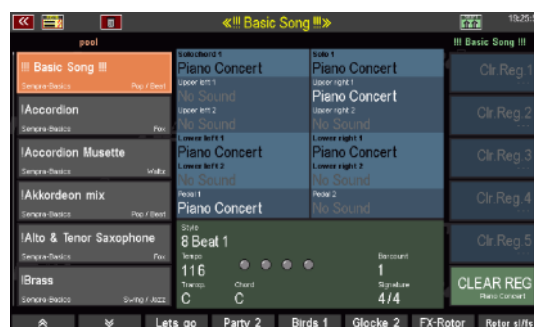 «!!! Basic Song !!!»
19:25:
pool
!!! Basic Song !!!
!!! Basic Song !!!
Sempra-Basics Pop / Beat
!Accordion
Sempra-Basics Fox
!Accordion Musette
Sempra-Basics Waltz
!Akkordeon mix
Sempra-Basics Pop / Beat
!Alto & Tenor Saxophone
Sempra-Basics Fox
!Brass
Sempra-Basics Swing / Jazz
Solochord 1
Piano Concert
Solo 1
Piano Concert
Upper left 1
No Sound
Upper right 1
Piano Concert
Upper left 2
No Sound
No Sound
Lower left 1
Piano Concert
Lower right 1
Piano Concert
Lower left 2
No Sound
Lower right 2
No Sound
Pedal 1
Piano Concert
Pedal 2
No Sound
Style
8 Beat 1
Tempo
116
Barcount
1
Transp.
C
Chord
C
Signature
4/4
Clr.Reg.1
Clr.Reg.2
Clr.Reg.3
Clr.Reg.4
Clr.Reg.5
CLEAR REG
Piano Concert
Lets go Party 2 Birds 1 Glocke 2 FX-Rotor Rotor sl/fs